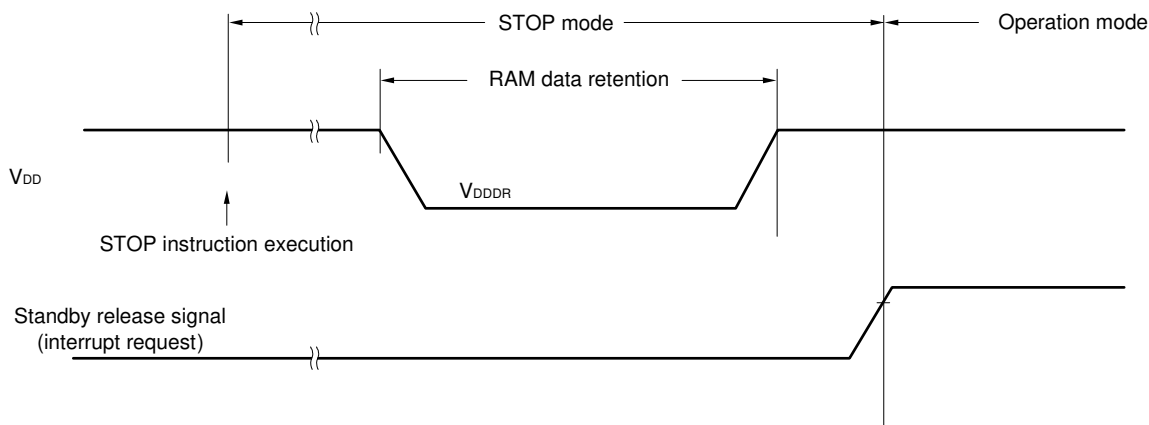 STOP mode
Operation mode
RAM data retention
VDD
VDDDR
STOP instruction execution
Standby release signal
(interrupt request)